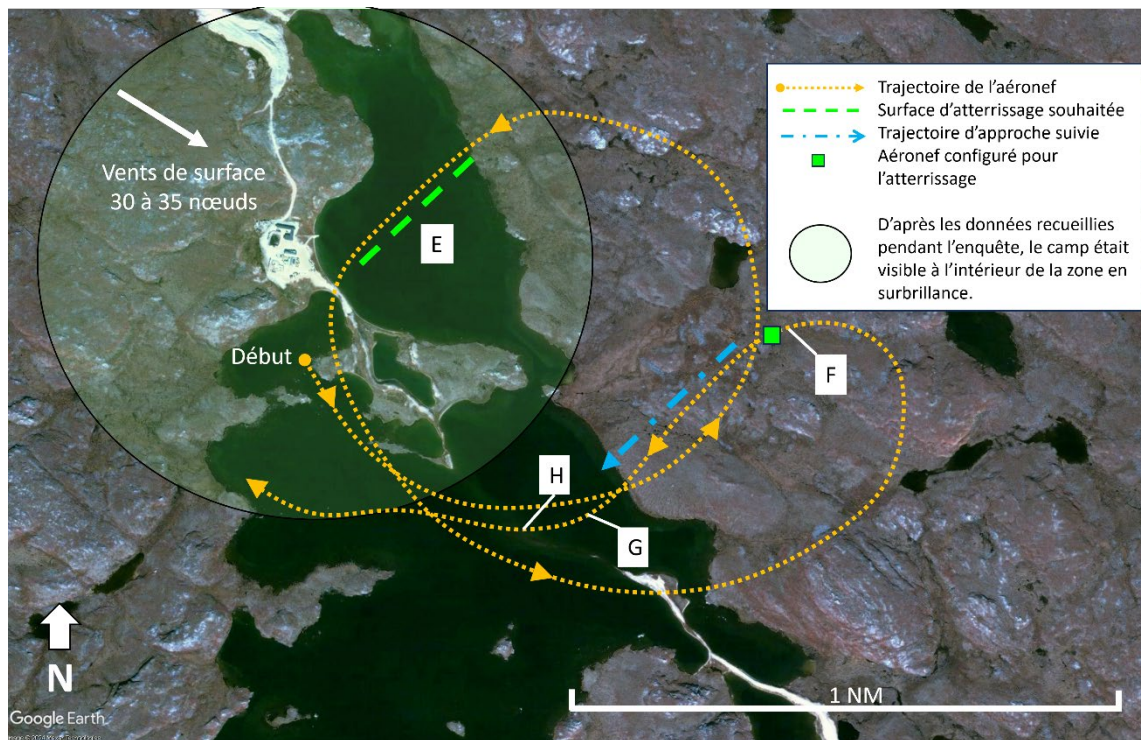 Trajectoire de l'aéronef
Surface d'atterrissage souhaitée
Trajectoire d'approche suivie
Aéronef configuré pour
l'atterrissage
D'après les données recueillies
pendant l'enquête, le camp était
visible à l'intérieur de la zone en
surbrillance.
Vents de surface
30 à 35 nœuds
E
Début
F
H
G
N
1 NM
Google Earth